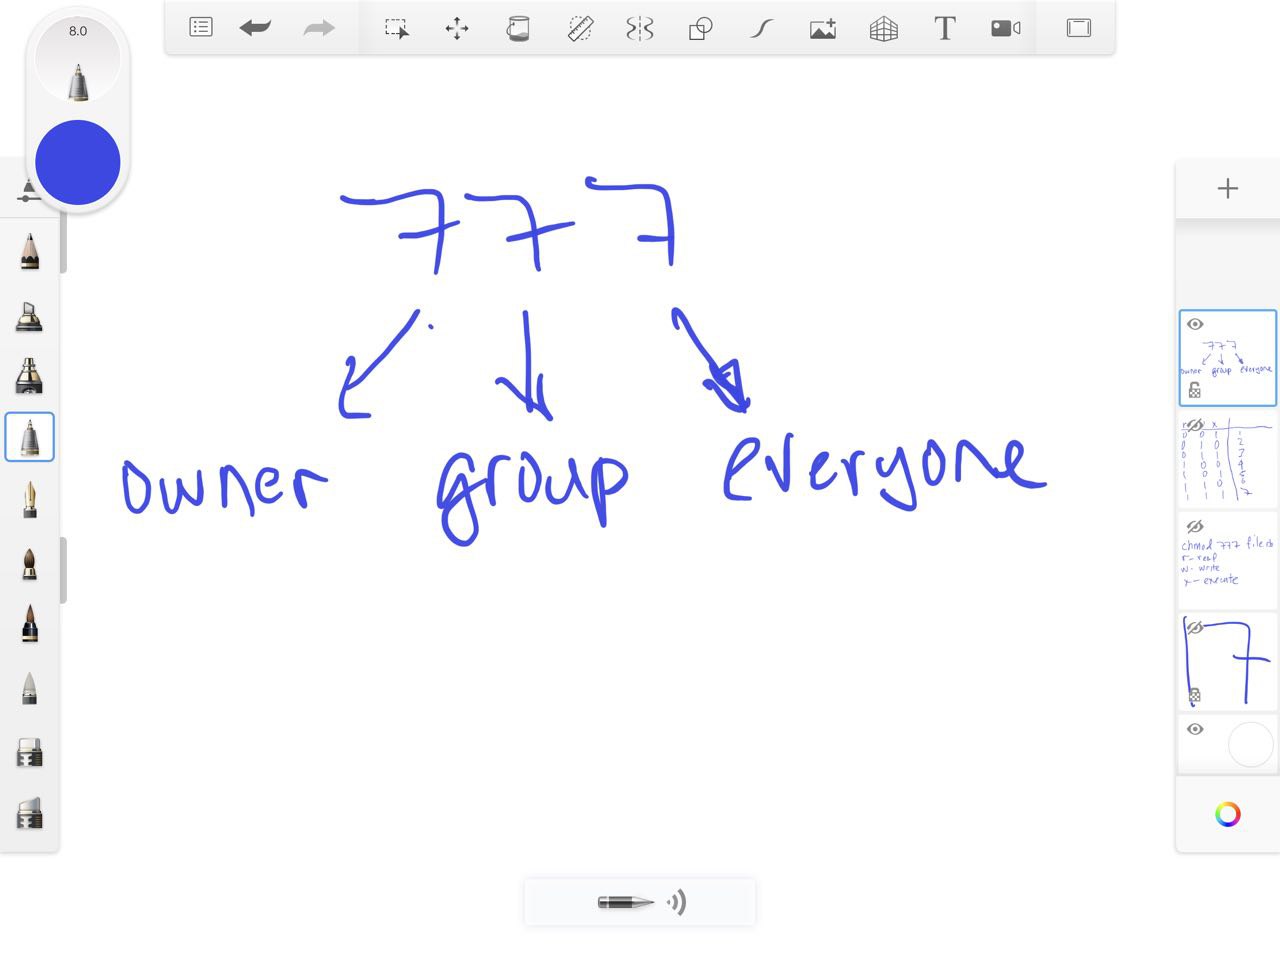 8.0
T
777
owner group everyone
777
owner group everyone
r x
0 0 1 1
0 1 0 2
0 1 1 3
1 0 0 4
1 0 1 5
1 1 0 6
1 1 1 7
chmod 777 file.rb
r - read
w - write
x - execute
7